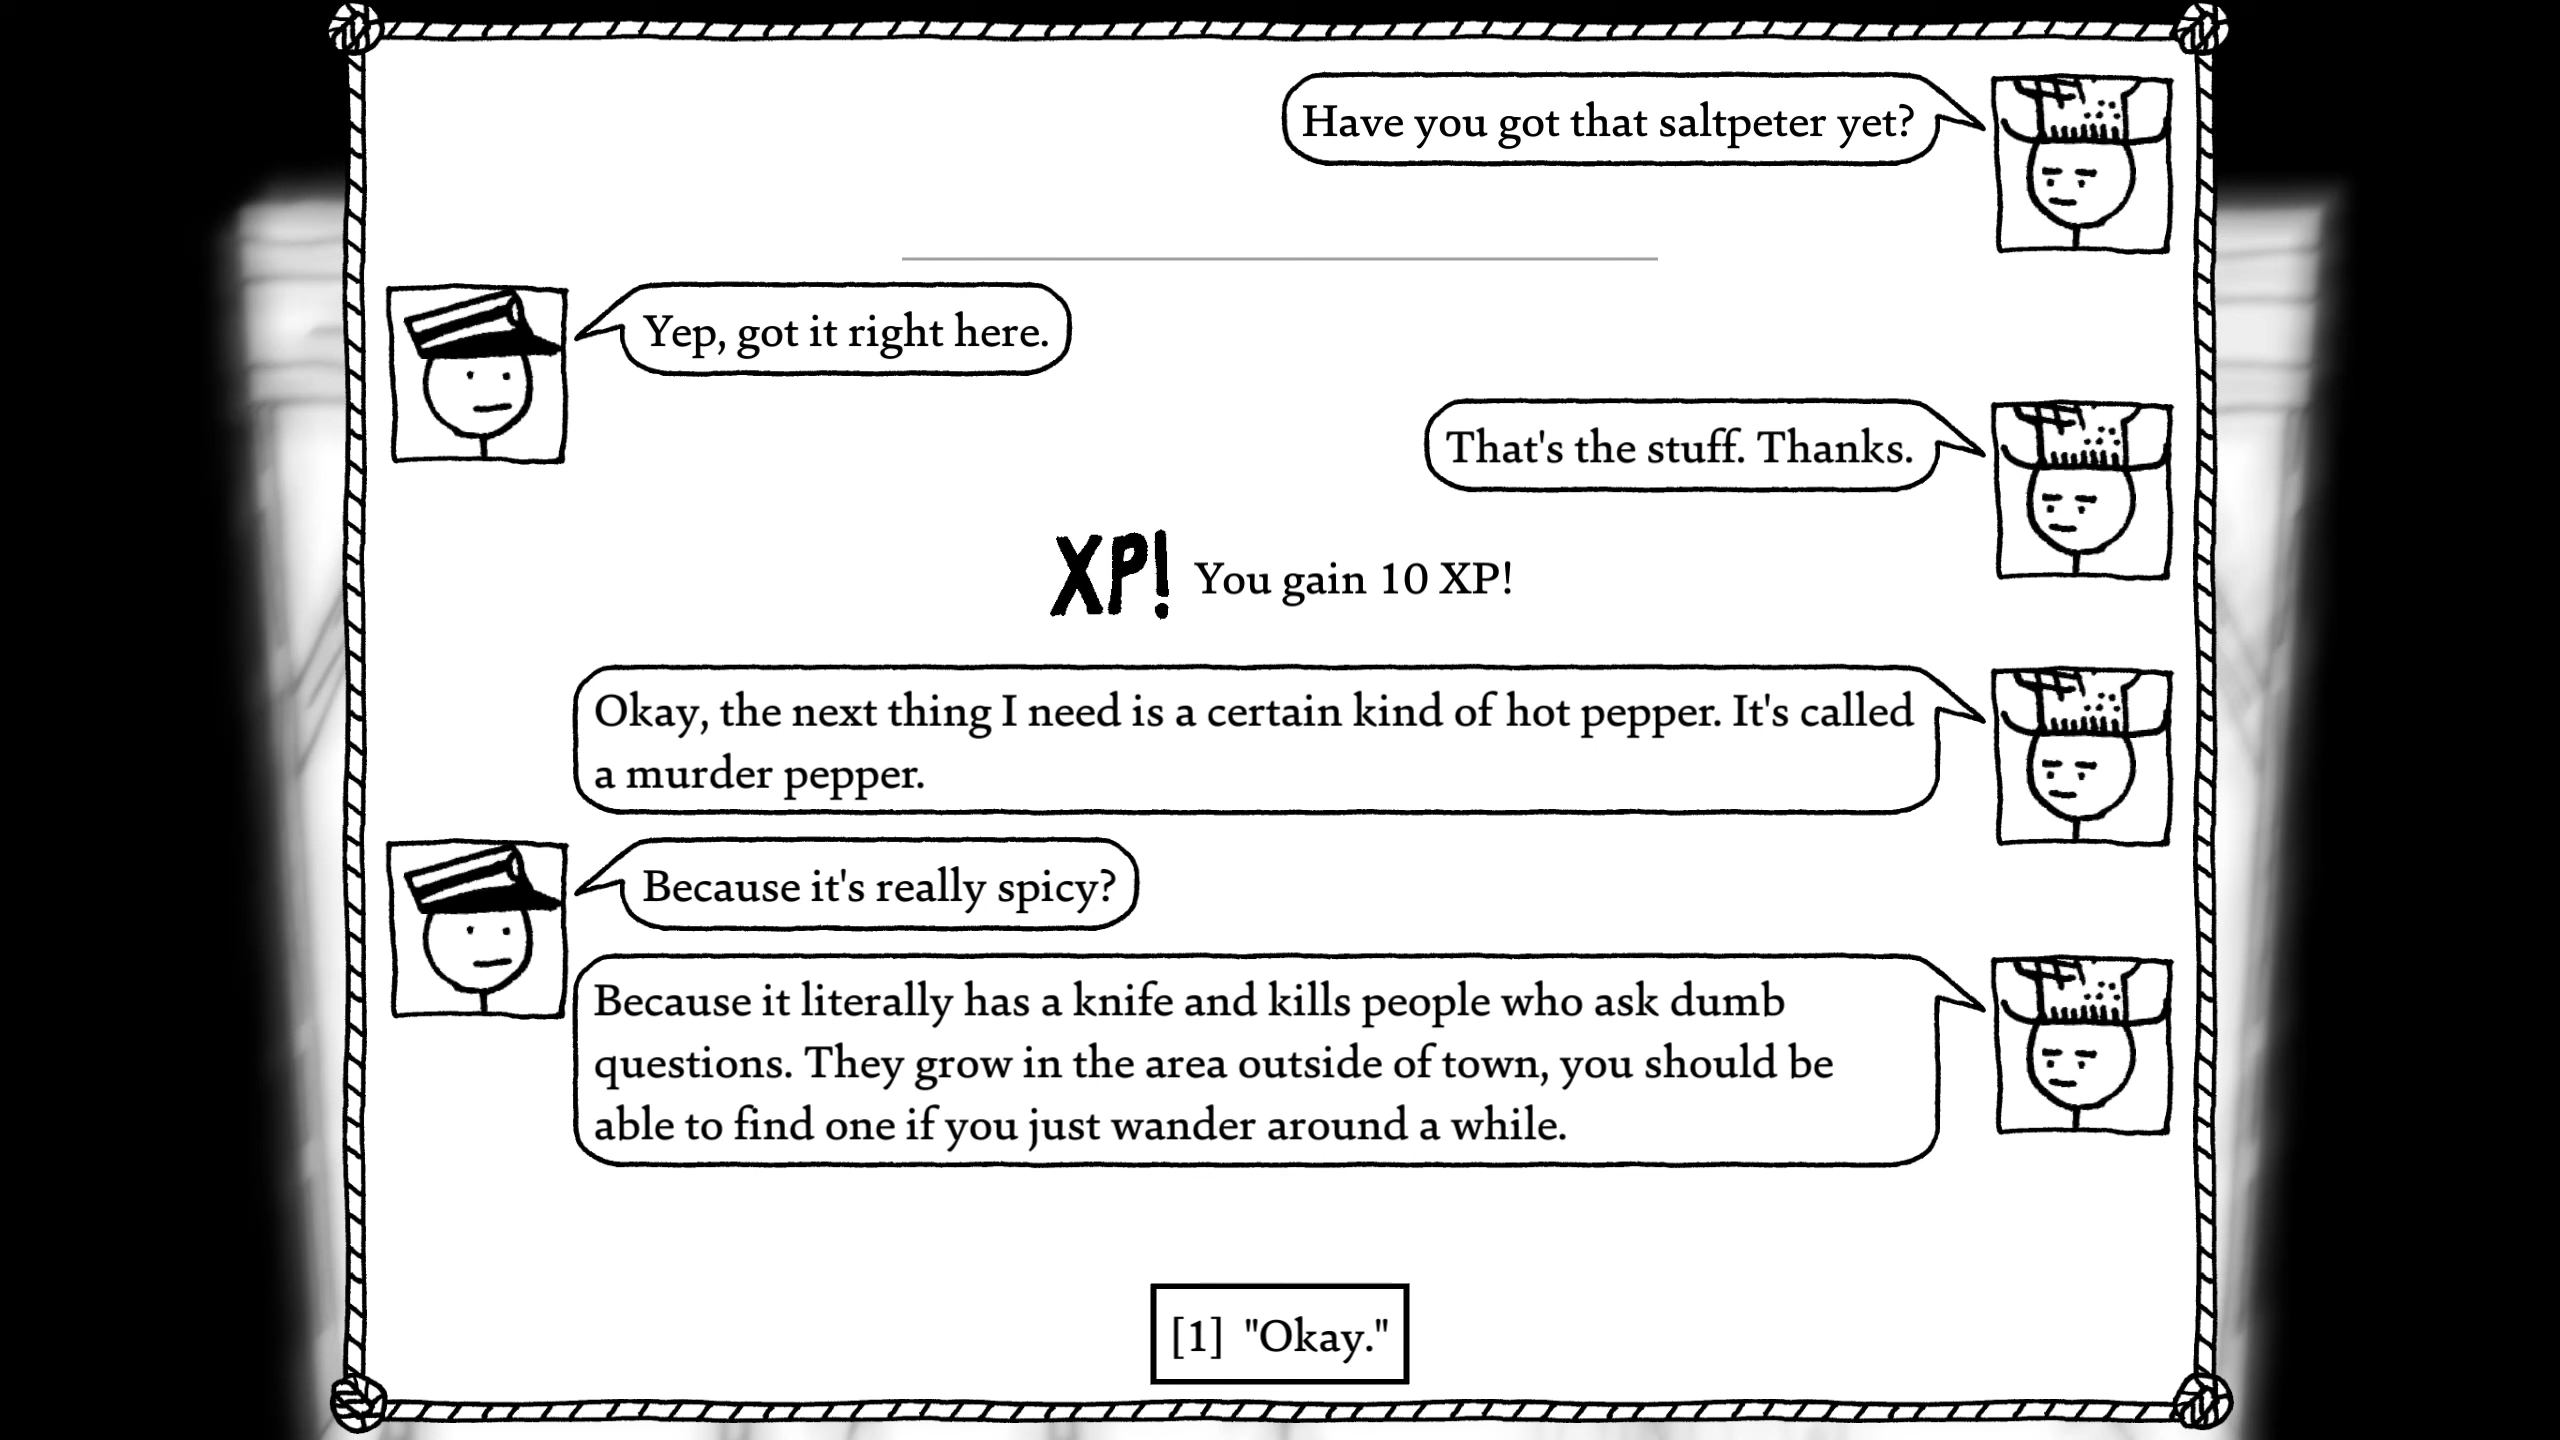 Have you got that saltpeter yet?
Yep, got it right here.
That's the stuff. Thanks.
XP! You gain 10 XP!
Okay, the next thing I need is a certain kind of hot pepper. It's called
a murder pepper.
Because it's really spicy?
Because it literally has a knife and kills people who ask dumb
questions. They grow in the area outside of town, you should be
able to find one if you just wander around a while.
[1] "Okay."